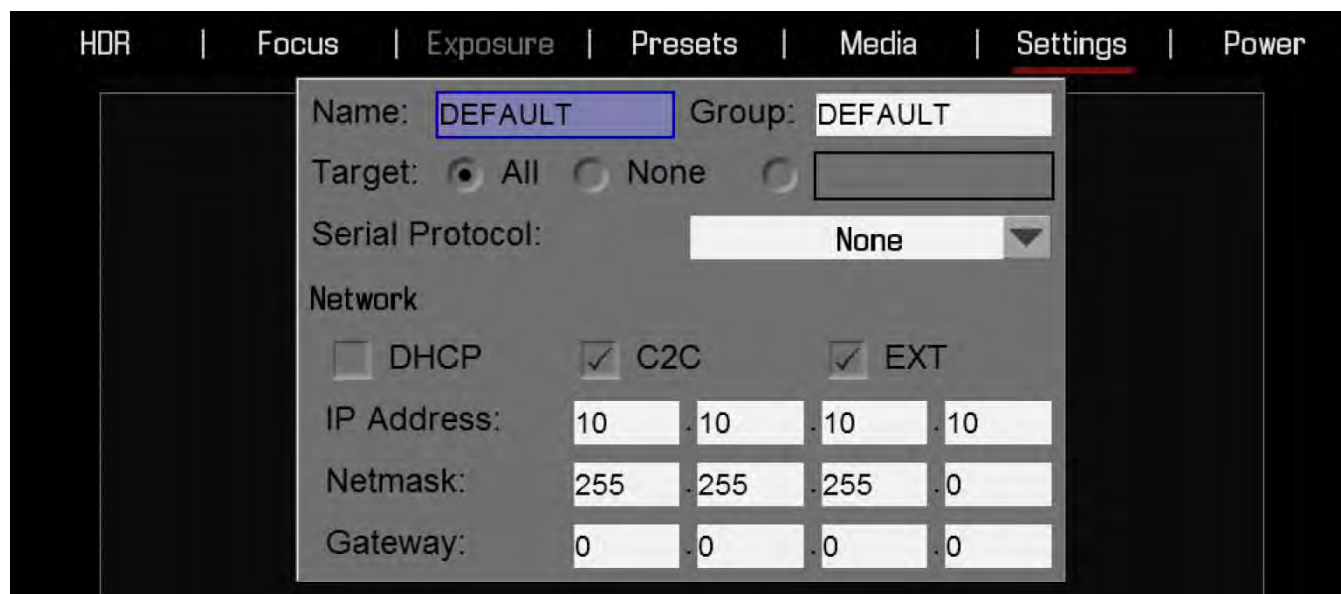 HDR | Focus | Exposure | Presets | Media | Settings | Power
Name: DEFAULT Group: DEFAULT
Target: All None
Serial Protocol: None
Network
DHCP C2C EXT
IP Address: 10 . 10 . 10 . 10
Netmask: 255 . 255 . 255 . 0
Gateway: 0 . 0 . 0 . 0